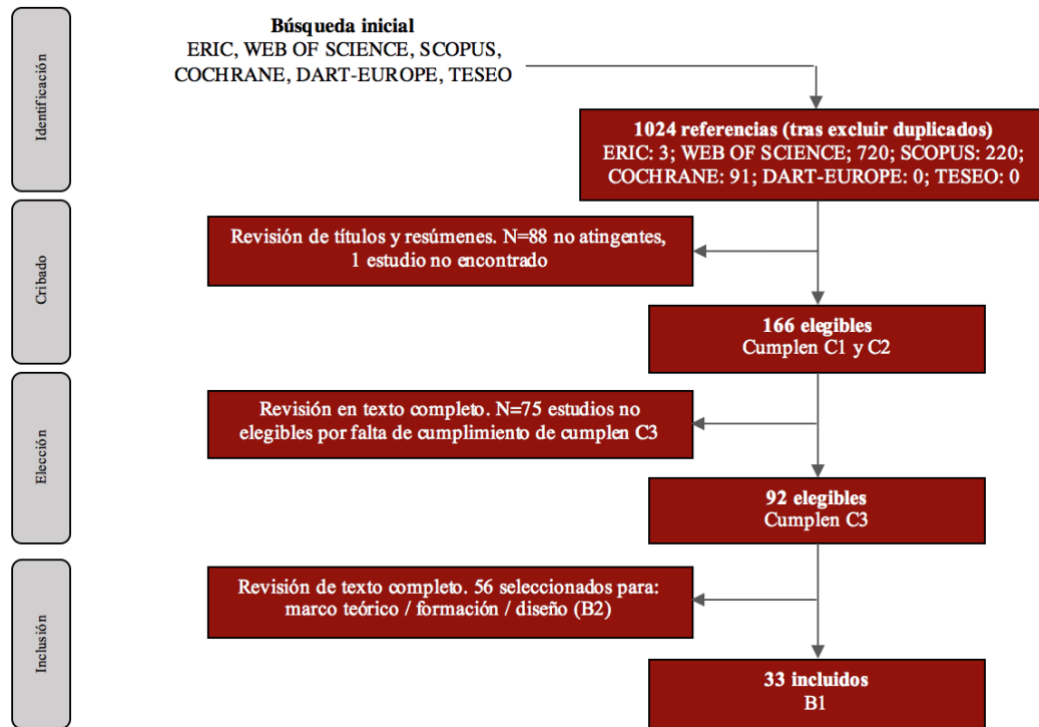 Identificación
Búsqueda inicial
ERIC, WEB OF SCIENCE, SCOPUS,
COCHRANE, DART-EUROPE, TESEO
1024 referencias (tras excluir duplicados)
ERIC: 3; WEB OF SCIENCE; 720; SCOPUS: 220;
COCHRANE: 91; DART-EUROPE: 0; TESEO: 0
Cribado
Revisión de títulos y resúmenes. N=88 no atingentes,
1 estudio no encontrado
166 elegibles
Cumplen C1 y C2
Elección
Revisión en texto completo. N=75 estudios no
elegibles por falta de cumplimiento de cumplen C3
92 elegibles
Cumplen C3
Inclusión
Revisión de texto completo. 56 seleccionados para:
marco teórico / formación / diseño (B2)
33 incluidos
B1